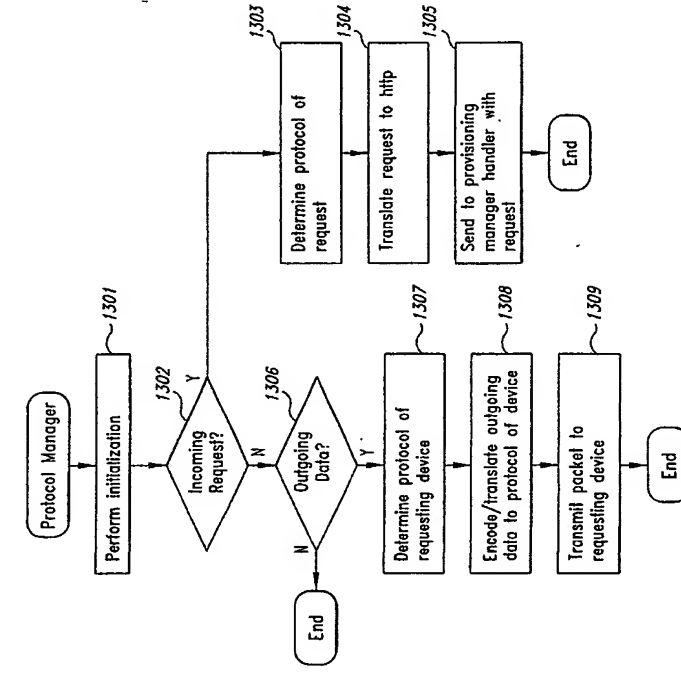 Protocol Manager
1301
Perform initialization
1302
Incoming
Request?
Y
N
1303
Determine protocol of
request
1304
Translate request to http
1305
Send to provisioning
manager handler with
request
End
1306
Outgoing
Data?
N
End
Y
1307
Determine protocol of
requesting device
1308
Encode/translate outgoing
data to protocol of device
1309
Transmit packet to
requesting device
End